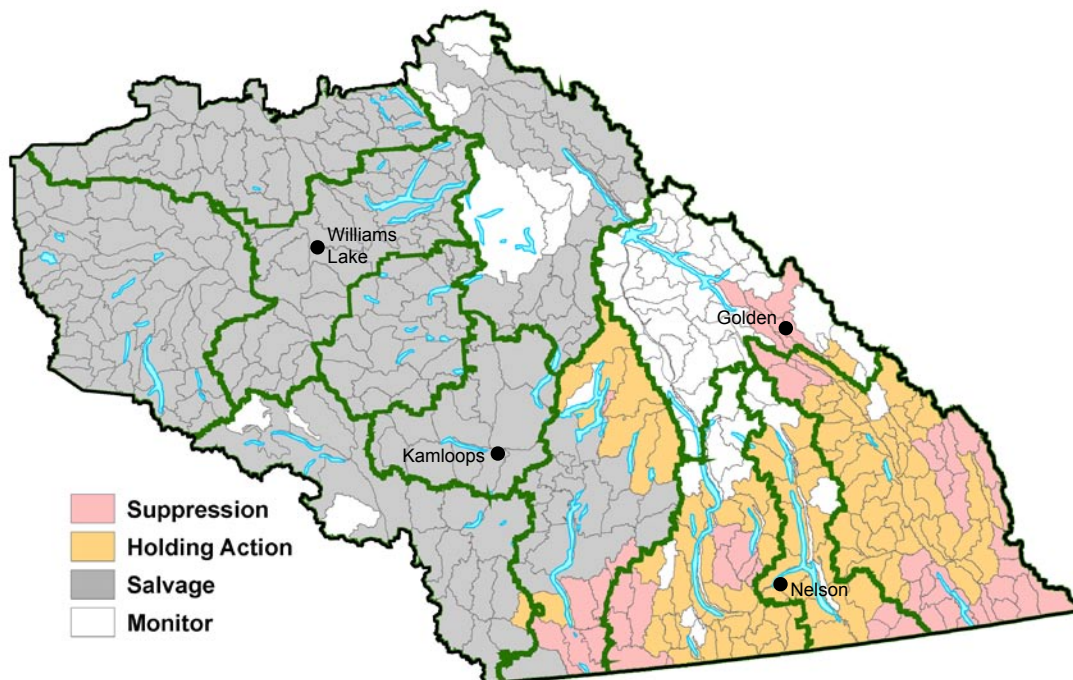 Williams
Lake
Golden
Kamloops
Nelson
Suppression
Holding Action
Salvage
Monitor